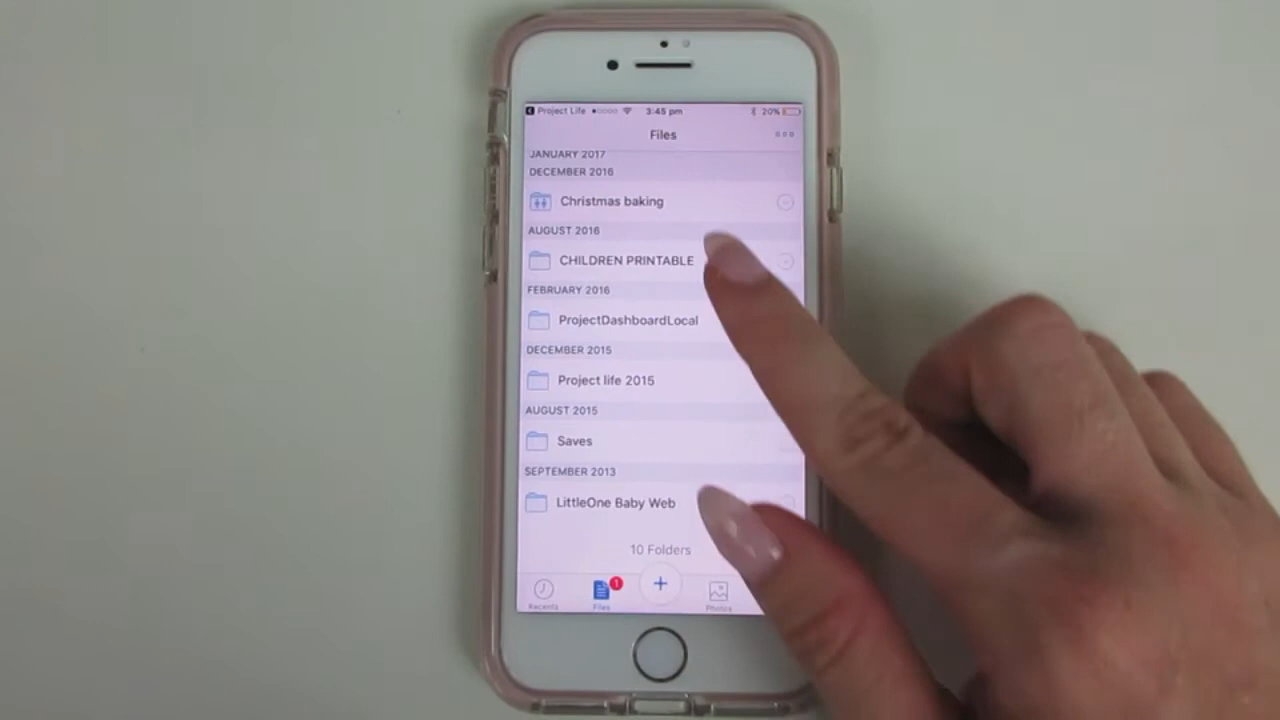 Project Life 3:45 pm 20%
Files
JANUARY 2017
DECEMBER 2016
Christmas baking
AUGUST 2016
CHILDREN PRINTABLE
FEBRUARY 2016
ProjectDashboardLocal
DECEMBER 2015
Project life 2015
AUGUST 2015
Saves
SEPTEMBER 2013
LittleOne Baby Web
10 Folders
1
+
Recents Files Photos